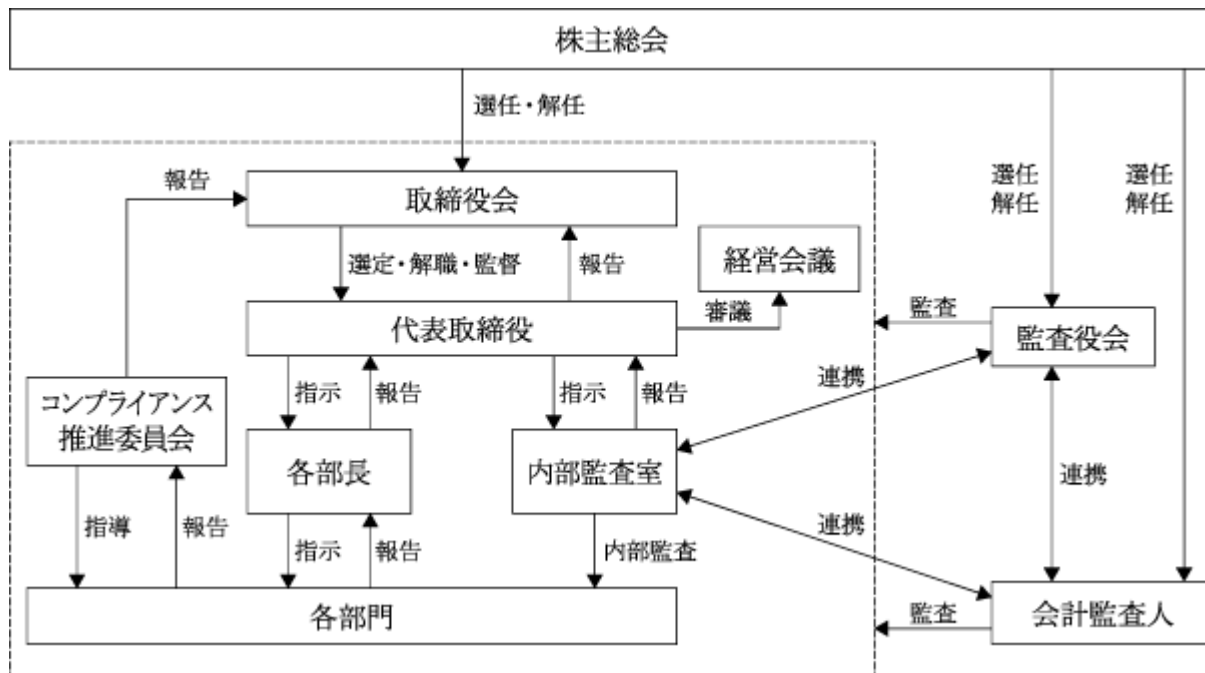 株主総会
選任・解任
選任
解任
選任
解任
報告
取締役会
選定・解職・監督
報告
経営会議
審議
代表取締役
監査
監査役会
連携
指示
報告
指示
報告
コンプライアンス
推進委員会
各部長
内部監査室
連携
連携
指導
報告
指示
報告
内部監査
各部門
監査
会計監査人